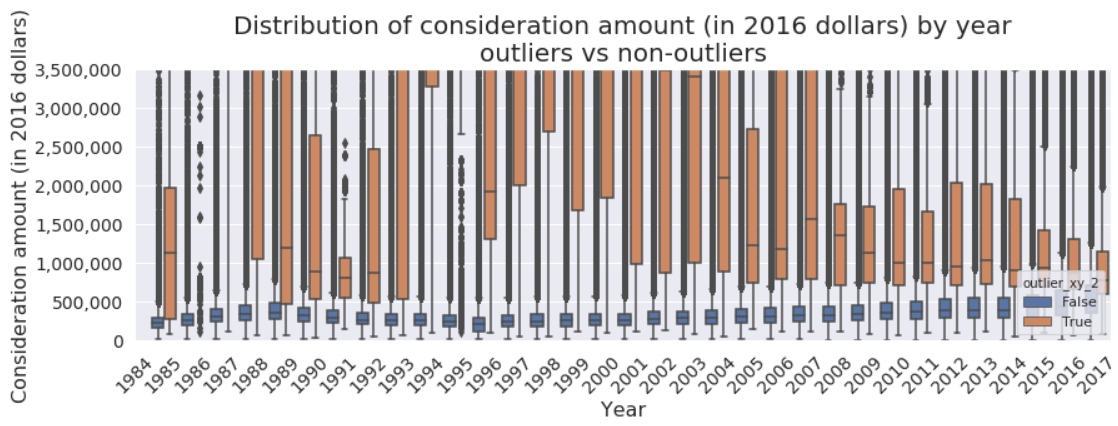 Distribution of consideration amount (in 2016 dollars) by year
outliers vs non-outliers
Consideration amount (in 2016 dollars)
3,500,000
3,000,000
2,500,000
2,000,000
1,500,000
1,000,000
500,000
0
outlier_xy_2
False
True
1984 1985 1986 1987 1988 1989 1990 1991 1992 1993 1994 1995 1996 1997 1998 1999 2000 2001 2002 2003 2004 2005 2006 2007 2008 2009 2010 2011 2012 2013 2014 2015 2016 2017
Year